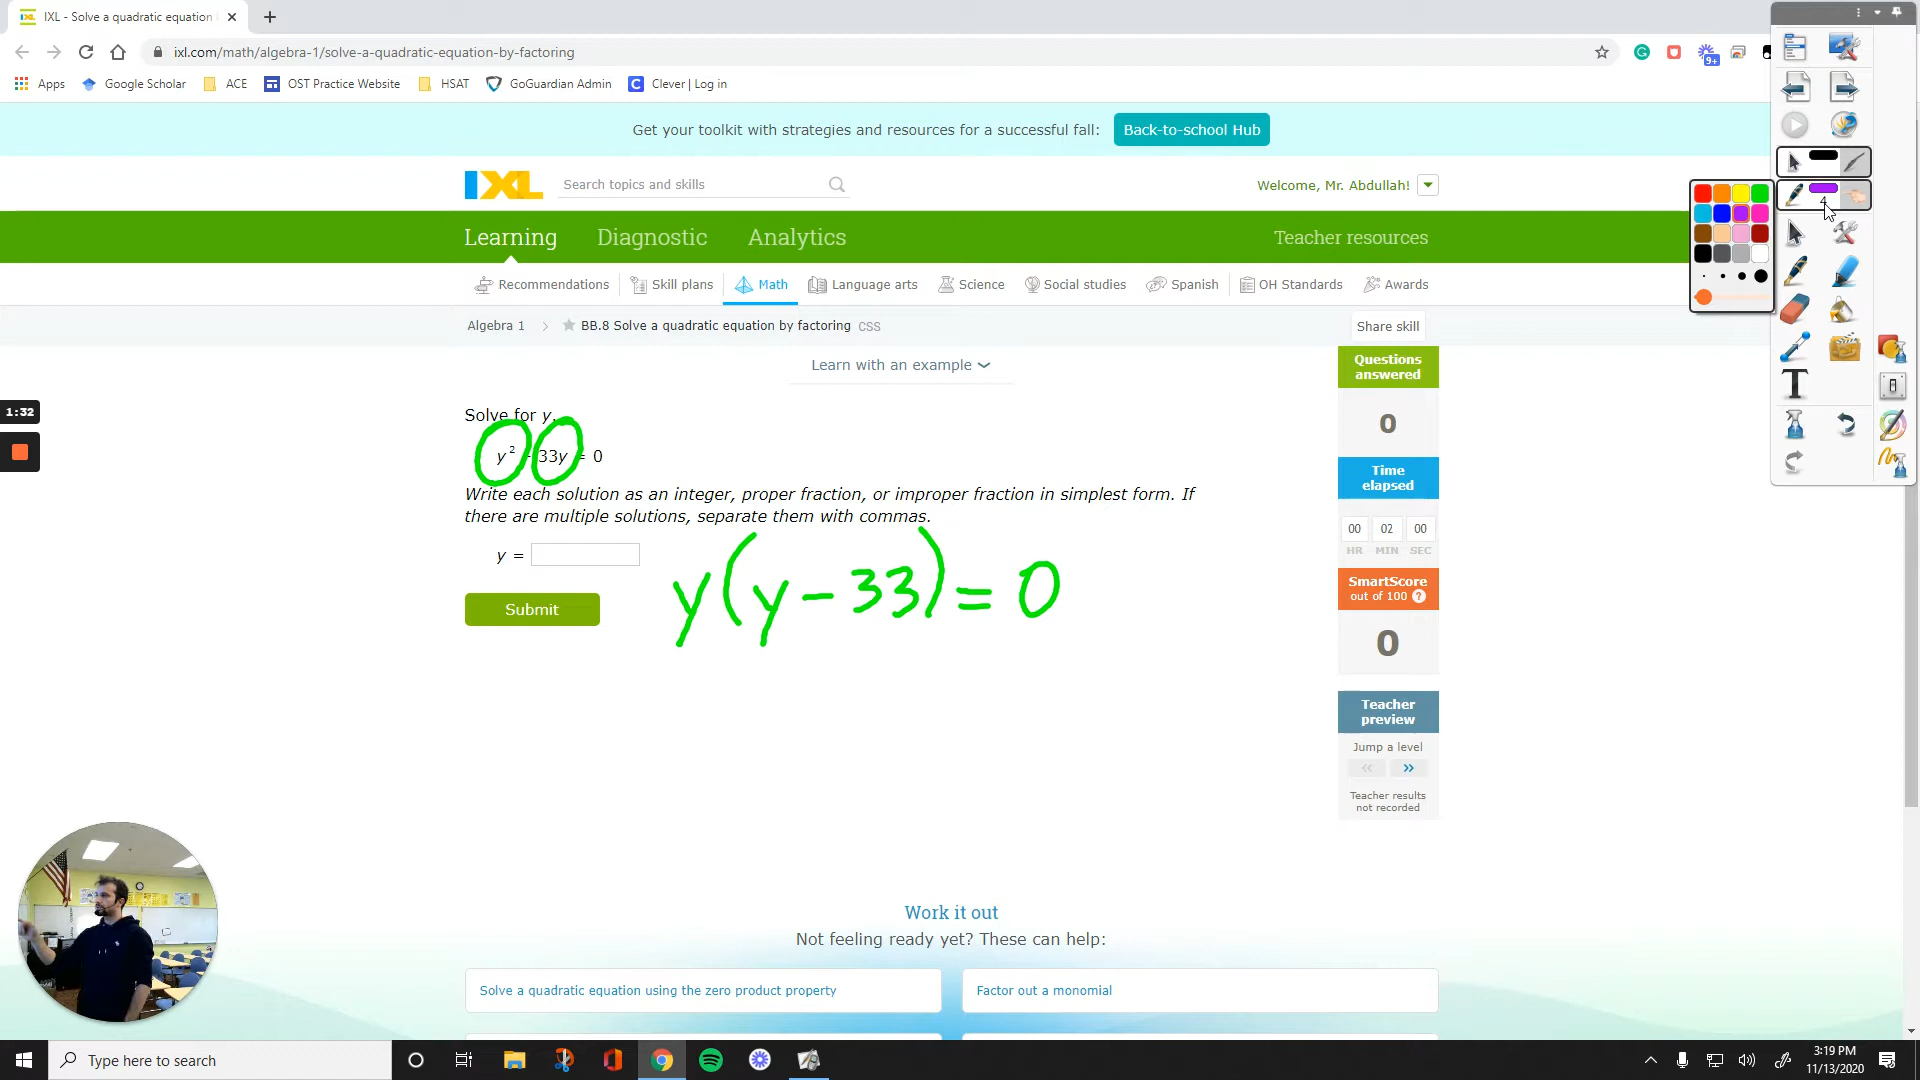 IXL - Solve a quadratic equation
ixl.com/math/algebra-1/solve-a-quadratic-equation-by-factoring
9+
Apps Google Scholar ACE OST Practice Website HSAT GoGuardian Admin Clever | Log in
Get your toolkit with strategies and resources for a successful fall: Back-to-school Hub
IXL Search topics and skills Welcome, Mr. Abdullah!
4
Learning Diagnostic Analytics Teacher resources
Recommendations Skill plans Math Language arts Science Social studies Spanish OH Standards Awards
Algebra 1 > BB.8 Solve a quadratic equation by factoring CSS Share skill
Learn with an example
Questions answered
0
Time elapsed
00 02 00
HR MIN SEC
SmartScore
out of 100 ?
0
Teacher preview
Jump a level
<< >>
Teacher results
not recorded
1:32
Solve for y.
y² - 33y = 0
Write each solution as an integer, proper fraction, or improper fraction in simplest form. If
there are multiple solutions, separate them with commas.
y =
y(y-33)=0
Submit
T
Work it out
Not feeling ready yet? These can help:
Solve a quadratic equation using the zero product property Factor out a monomial
Type here to search
3:19 PM
11/13/2020